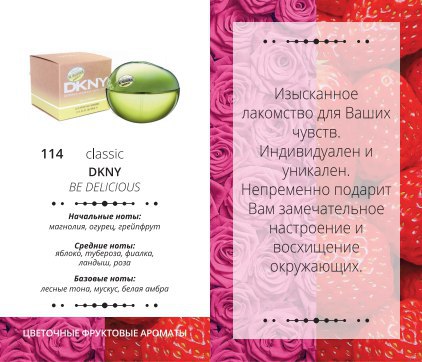 DKNY
114 classic
DKNY
BE DELICIOUS
Начальные ноты:
магнолия, огурец, грейпфрут
Средние ноты:
яблоко, тубероза, фиалка,
ландыш, роза
Базовые ноты:
лесные тона, мускус, белая амбра
ЦВЕТОЧНЫЕ ФРУКТОВЫЕ АРОМАТЫ
Изысканное
лакомство для Ваших
чувств.
Индивидуален и
уникален.
Непременно подарит
Вам замечательное
настроение и
восхищение
окружающих.